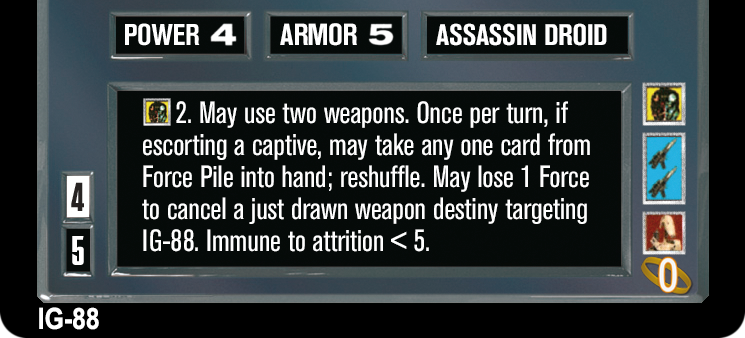 POWER 4 ARMOR 5 ASSASSIN DROID
2. May use two weapons. Once per turn, if
escorting a captive, may take any one card from
Force Pile into hand; reshuffle. May lose 1 Force
to cancel a just drawn weapon destiny targeting
IG-88. Immune to attrition < 5.
4
5
0
IG-88